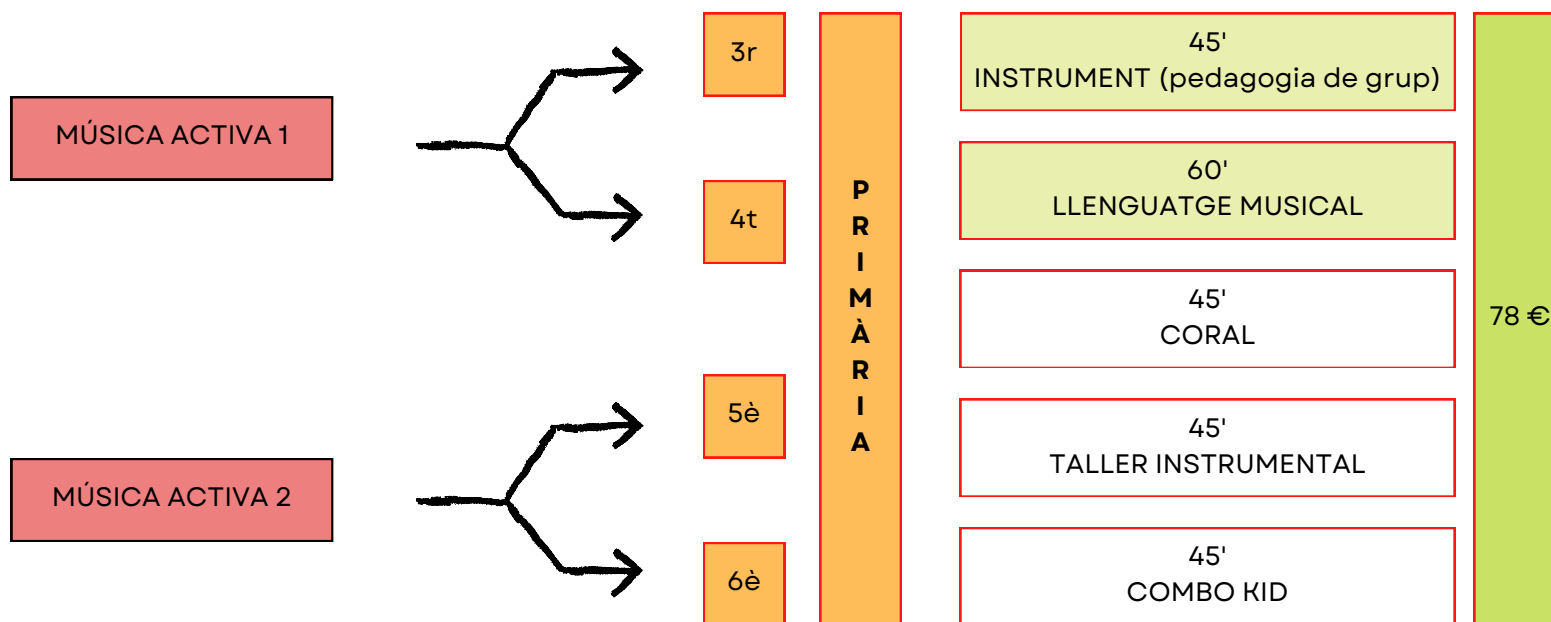 MÚSICA ACTIVA 1
3r
4t
MÚSICA ACTIVA 2
5è
6è
P
R
I
M
À
R
I
A
45'
INSTRUMENT (pedagogia de grup)
60'
LLENGUATGE MUSICAL
45'
CORAL
45'
TALLER INSTRUMENTAL
45'
COMBO KID
78 €